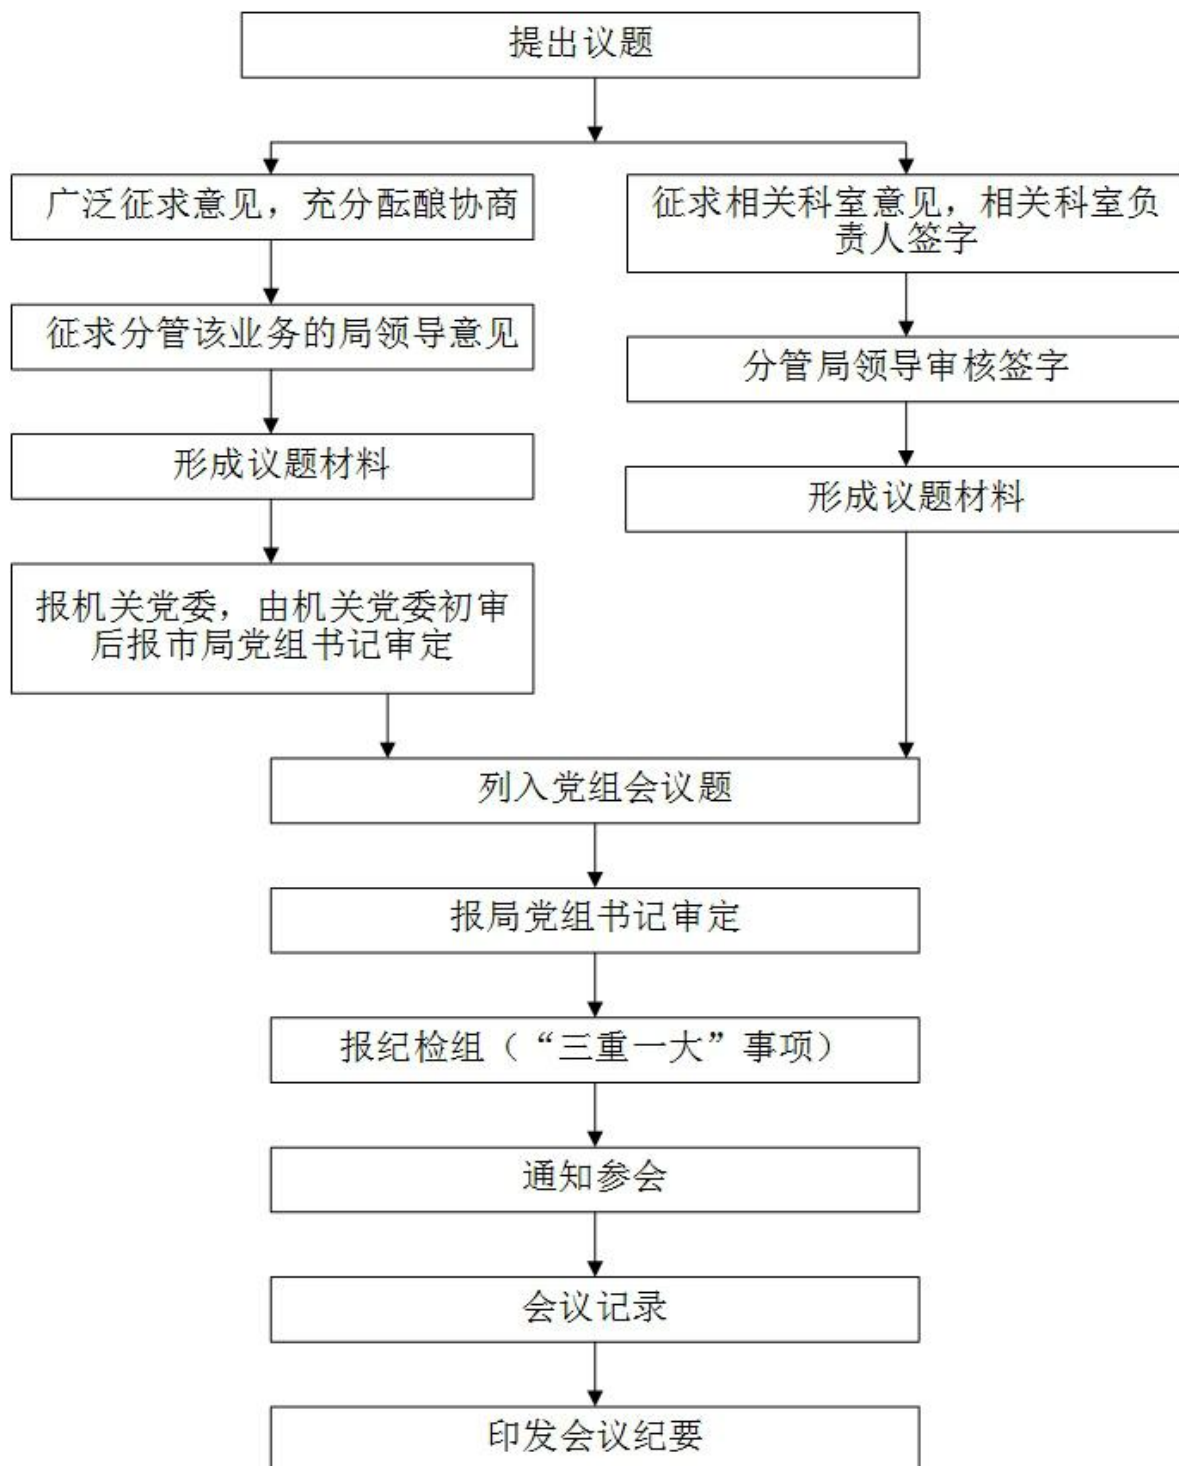 提出议题
广泛征求意见，充分酝酿协商
征求分管该业务的局领导意见
形成议题材料
报机关党委，由机关党委初审
后报市局党组书记审定
征求相关科室意见，相关科室负
责人签字
分管局领导审核签字
形成议题材料
列入党组会议题
报局党组书记审定
报纪检组（“三重一大”事项）
通知参会
会议记录
印发会议纪要